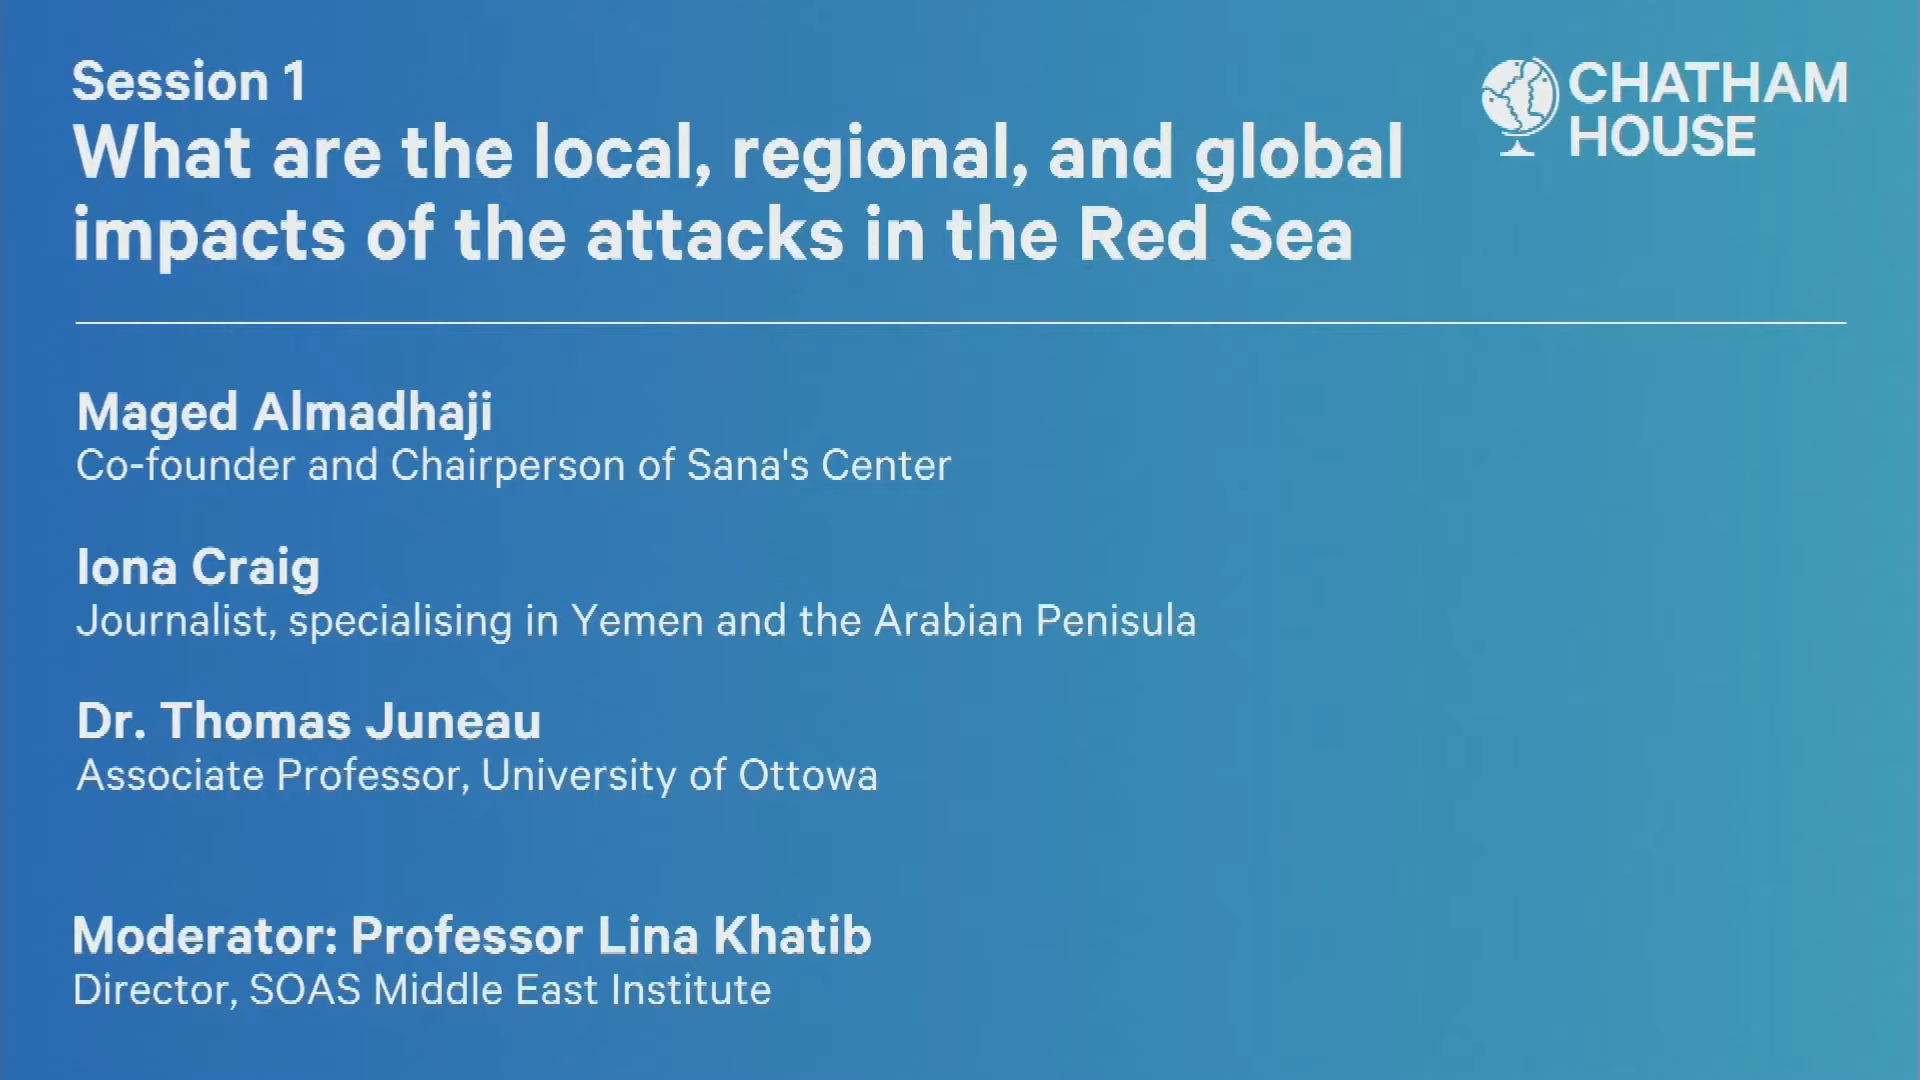 Session 1
What are the local, regional, and global
impacts of the attacks in the Red Sea
CHATHAM
HOUSE
Maged Almadhaji
Co-founder and Chairperson of Sana's Center
Iona Craig
Journalist, specialising in Yemen and the Arabian Penisula
Dr. Thomas Juneau
Associate Professor, University of Ottowa
Moderator: Professor Lina Khatib
Director, SOAS Middle East Institute